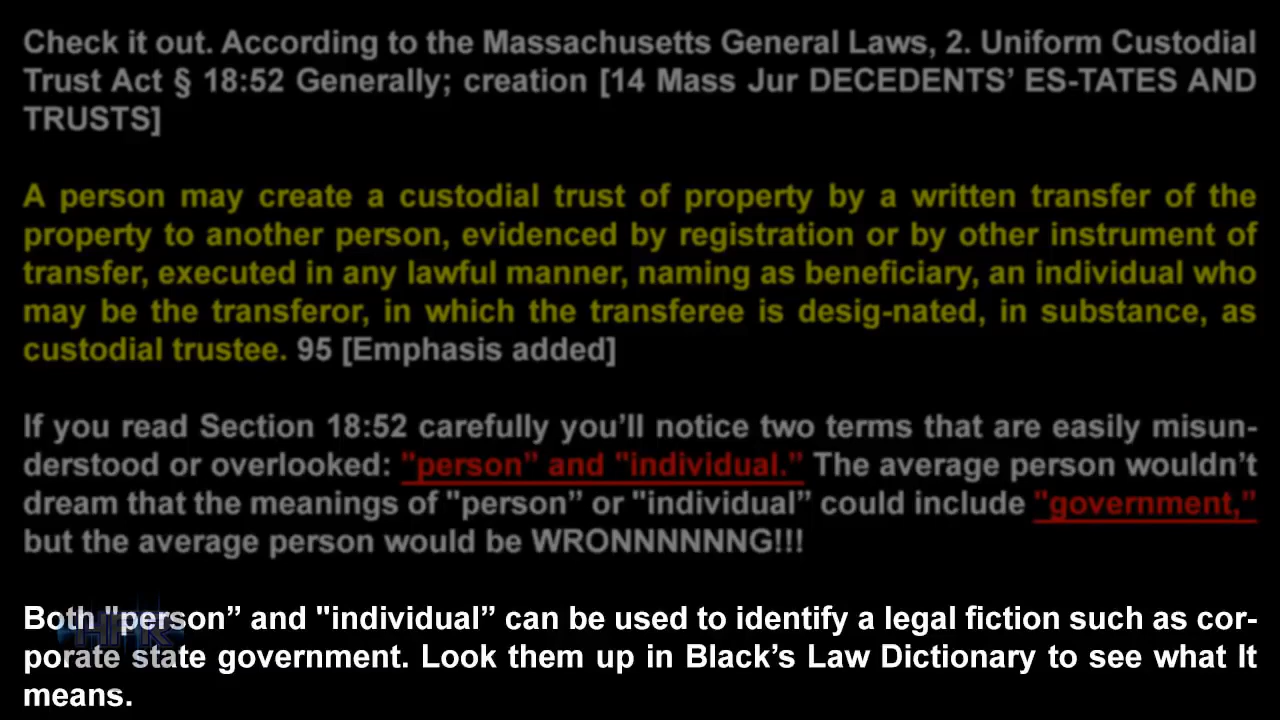 Check it out. According to the Massachusetts General Laws, 2. Uniform Custodial
Trust Act § 18:52 Generally; creation [14 Mass Jur DECEDENTS’ ES-TATES AND
TRUSTS]
A person may create a custodial trust of property by a written transfer of the
property to another person, evidenced by registration or by other instrument of
transfer, executed in any lawful manner, naming as beneficiary, an individual who
may be the transferor, in which the transferee is desig-nated, in substance, as
custodial trustee. 95 [Emphasis added]
If you read Section 18:52 carefully you’ll notice two terms that are easily misun-
derstood or overlooked: "person” and "individual.” The average person wouldn’t
dream that the meanings of "person” or "individual” could include "government,”
but the average person would be WRONNNNNNG!!!
Both "person” and "individual” can be used to identify a legal fiction such as cor-
porate state government. Look them up in Black’s Law Dictionary to see what It
means.